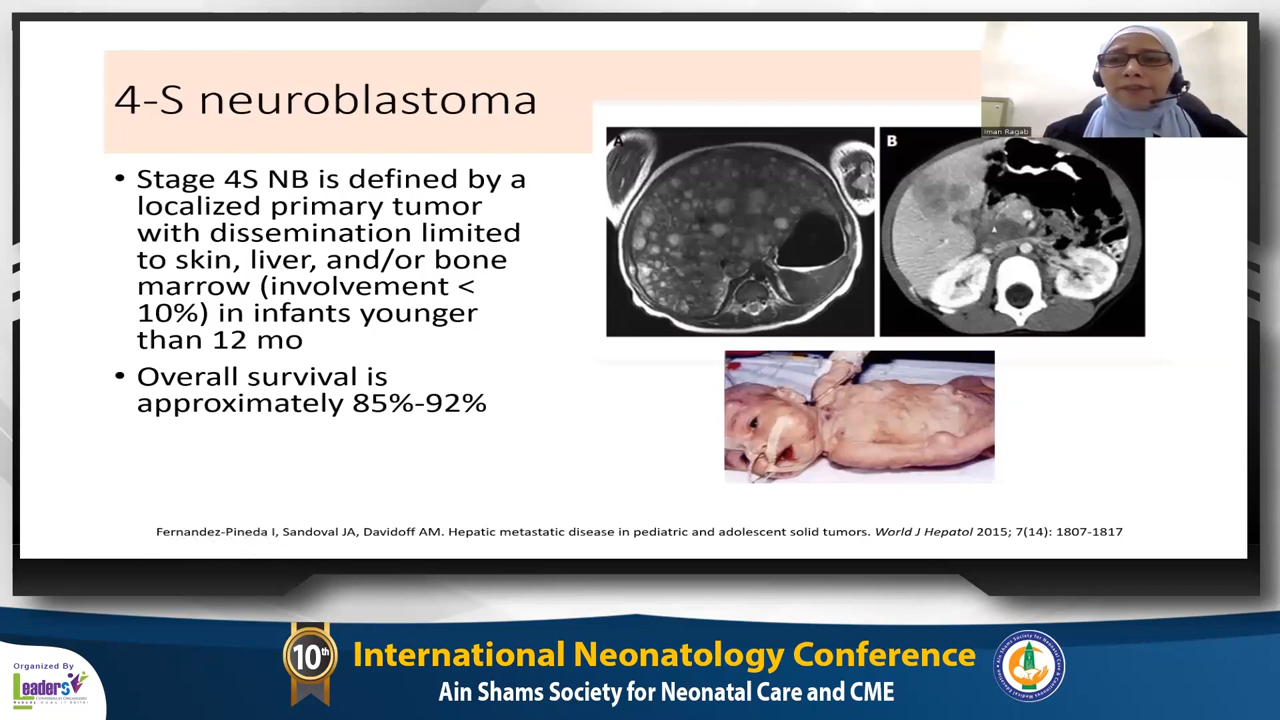 4-S neuroblastoma
• Stage 4S NB is defined by a
localized primary tumor
with dissemination limited
to skin, liver, and/or bone
marrow (involvement <
10%) in infants younger
than 12 mo
• Overall survival is
approximately 85%-92%
A
B
Iman Ragab
Fernandez-Pineda I, Sandoval JA, Davidoff AM. Hepatic metastatic disease in pediatric and adolescent solid tumors. World J Hepatol 2015; 7(14): 1807-1817
Organized By
Leaders
10th
International Neonatology Conference
Ain Shams Society for Neonatal Care and CME